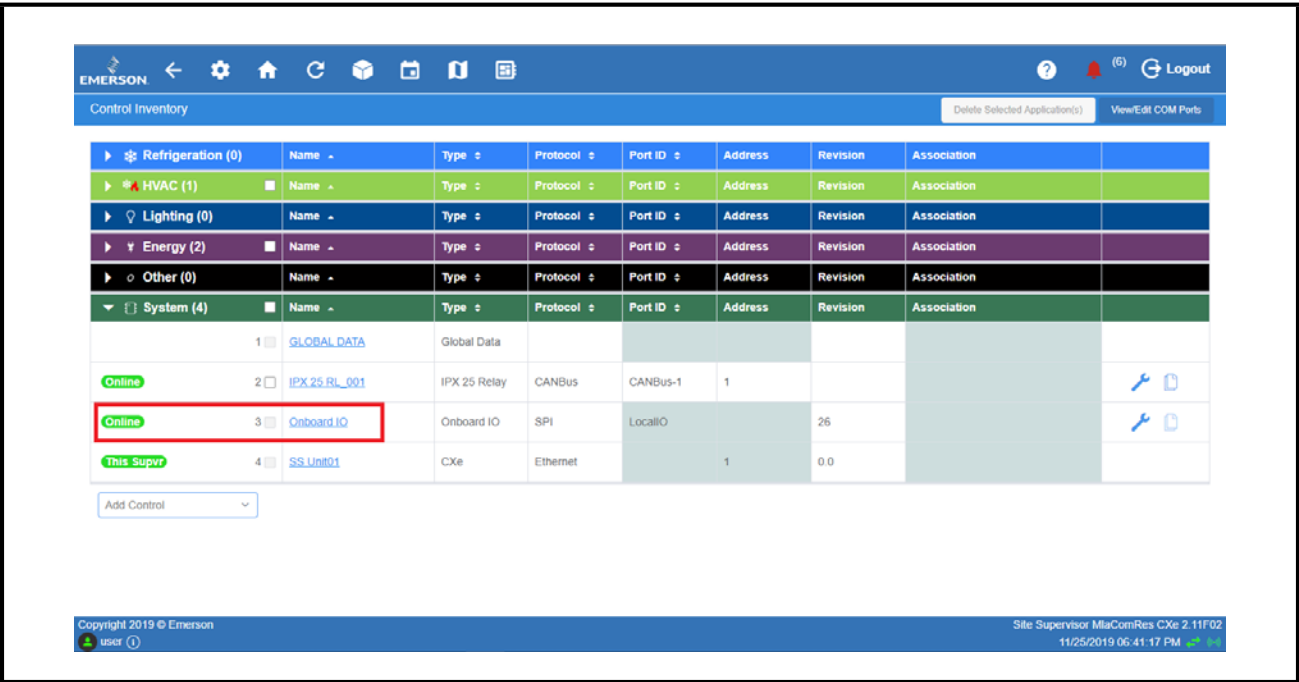 EMERSON. (6) Logout
Control Inventory Delete Selected Application(s) View/Edit COM Ports
Refrigeration (0) Name Type Protocol Port ID Address Revision Association
HVAC (1) Name Type Protocol Port ID Address Revision Association
Lighting (0) Name Type Protocol Port ID Address Revision Association
Energy (2) Name Type Protocol Port ID Address Revision Association
Other (0) Name Type Protocol Port ID Address Revision Association
System (4) Name Type Protocol Port ID Address Revision Association
1 GLOBAL DATA Global Data
Online 2 IPX 25 RL_001 IPX 25 Relay CANBus CANBus-1 1
Online 3 Onboard IO Onboard IO SPI LocalIO 26
This Supvr 4 SS Unit01 CXe Ethernet 1 0.0
Add Control
Copyright 2019 © Emerson Site Supervisor MlaComRes CXe 2.11F02
user 11/25/2019 06:41:17 PM